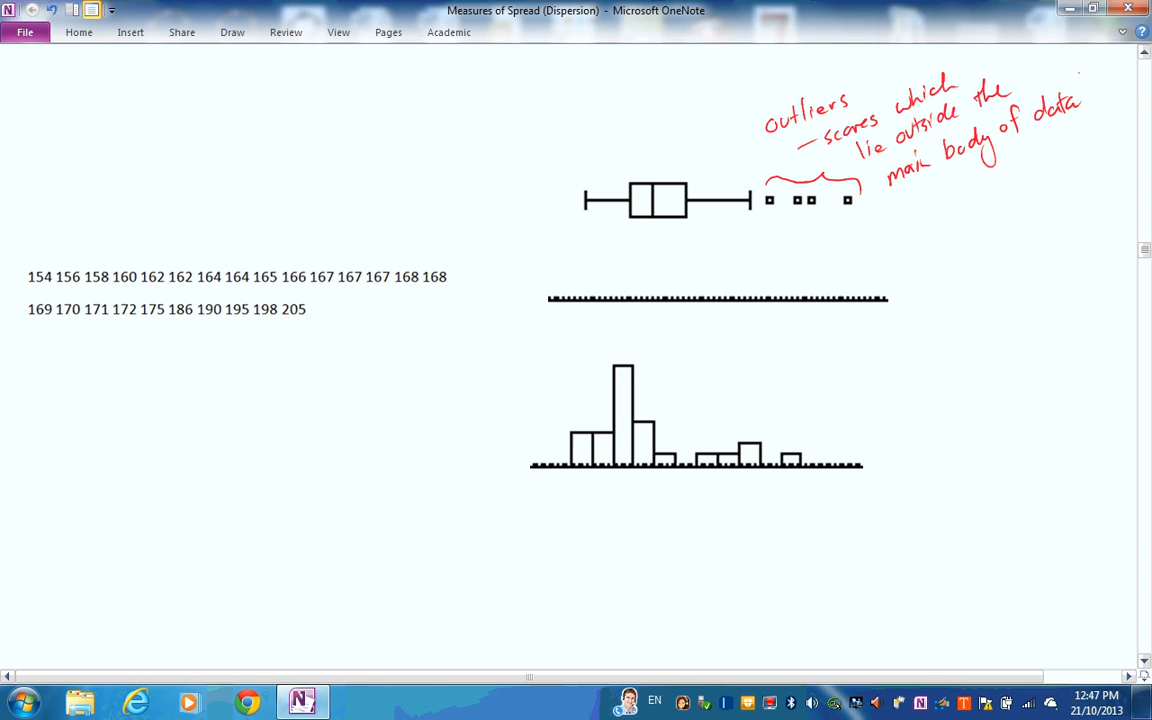 Measures of Spread (Dispersion) - Microsoft OneNote
File Home Insert Share Draw Review View Pages Academic
outliers
– scores which
lie outside the
main body of data
154 156 158 160 162 162 164 164 165 166 167 167 167 168 168
169 170 171 172 175 186 190 195 198 205
EN
12:47 PM
21/10/2013